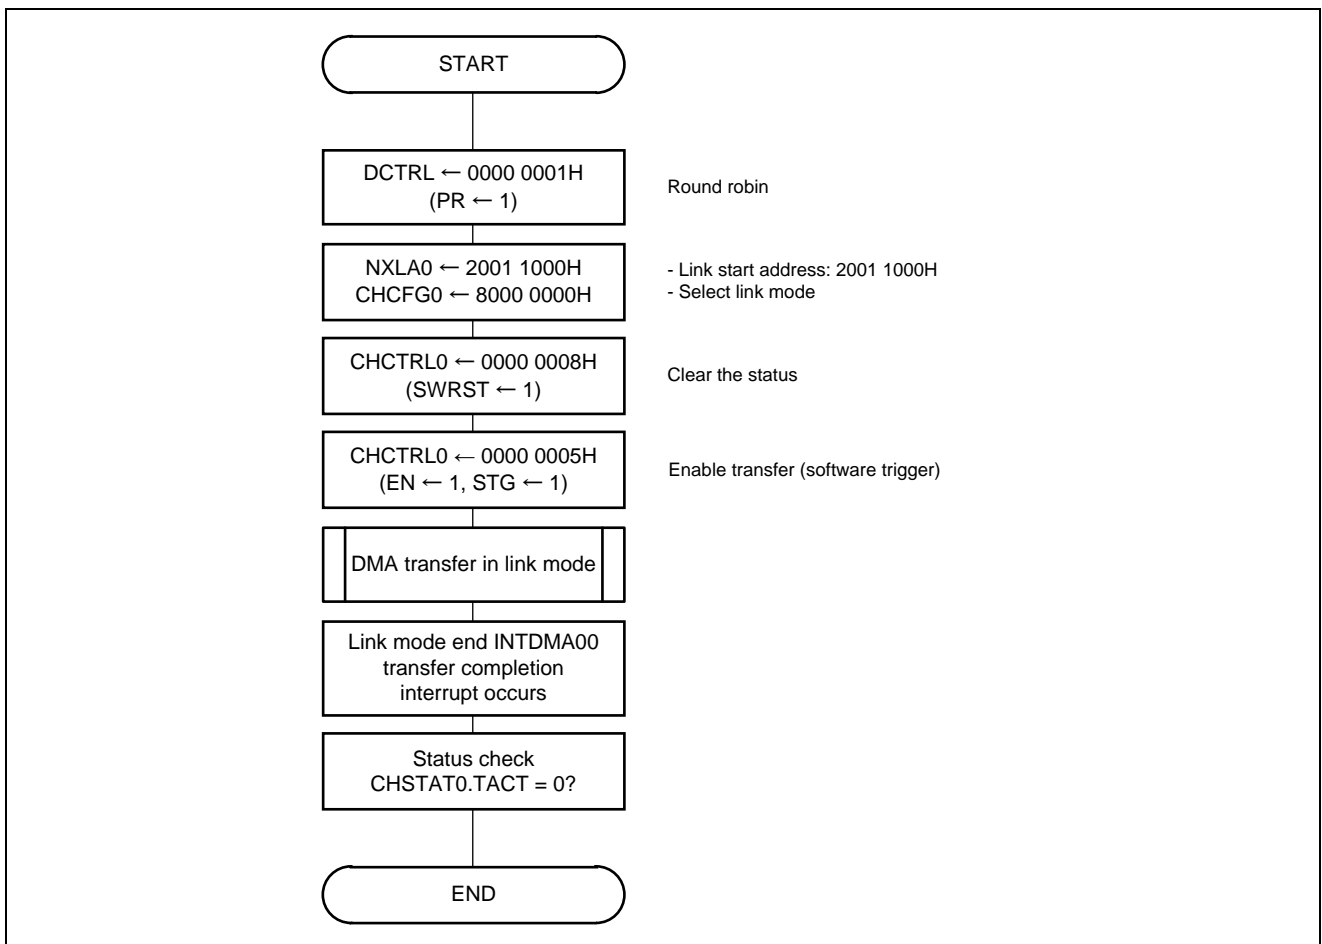 START
DCTRL ← 0000 0001H
(PR ← 1)
Round robin
NXLA0 ← 2001 1000H
CHCFG0 ← 8000 0000H
- Link start address: 2001 1000H
- Select link mode
CHCTRL0 ← 0000 0008H
(SWRST ← 1)
Clear the status
CHCTRL0 ← 0000 0005H
(EN ← 1, STG ← 1)
Enable transfer (software trigger)
DMA transfer in link mode
Link mode end INTDMA00
transfer completion
interrupt occurs
Status check
CHSTAT0.TACT = 0?
END